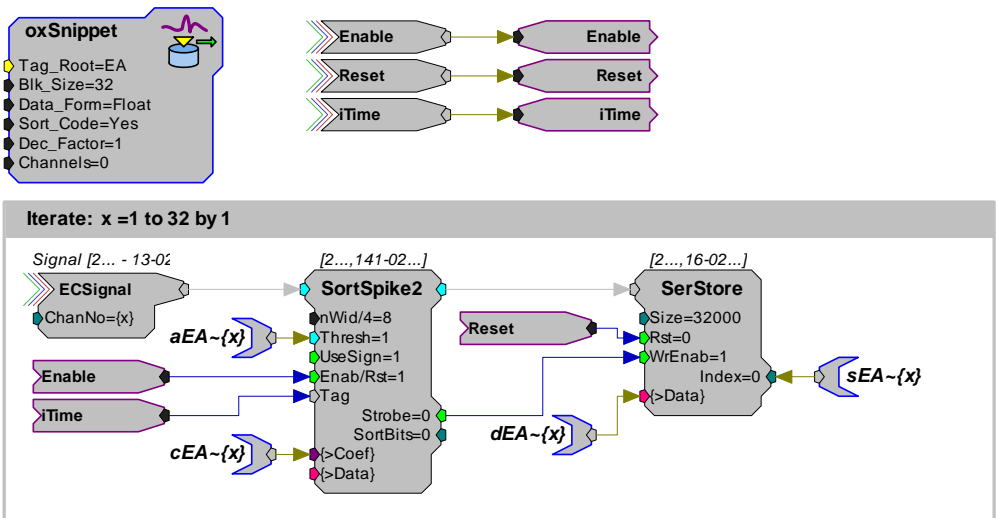 oxSnippet
Tag_Root=EA
Blk_Size=32
Data_Form=Float
Sort_Code=Yes
Dec_Factor=1
Channels=0
Enable
Enable
Reset
Reset
iTime
iTime
Iterate: x =1 to 32 by 1
Signal [2... - 13-02
ECSignal
ChanNo={x}
[2...,141-02...]
SortSpike2
nWid/4=8
Thresh=1
UseSign=1
Enab/Rst=1
Tag
Strobe=0
SortBits=0
{>Coef}
{>Data}
aEA~{x}
Enable
iTime
cEA~{x}
[2...,16-02...]
SerStore
Size=32000
Rst=0
WrEnab=1
Index=0
{>Data}
Reset
dEA~{x}
sEA~{x}